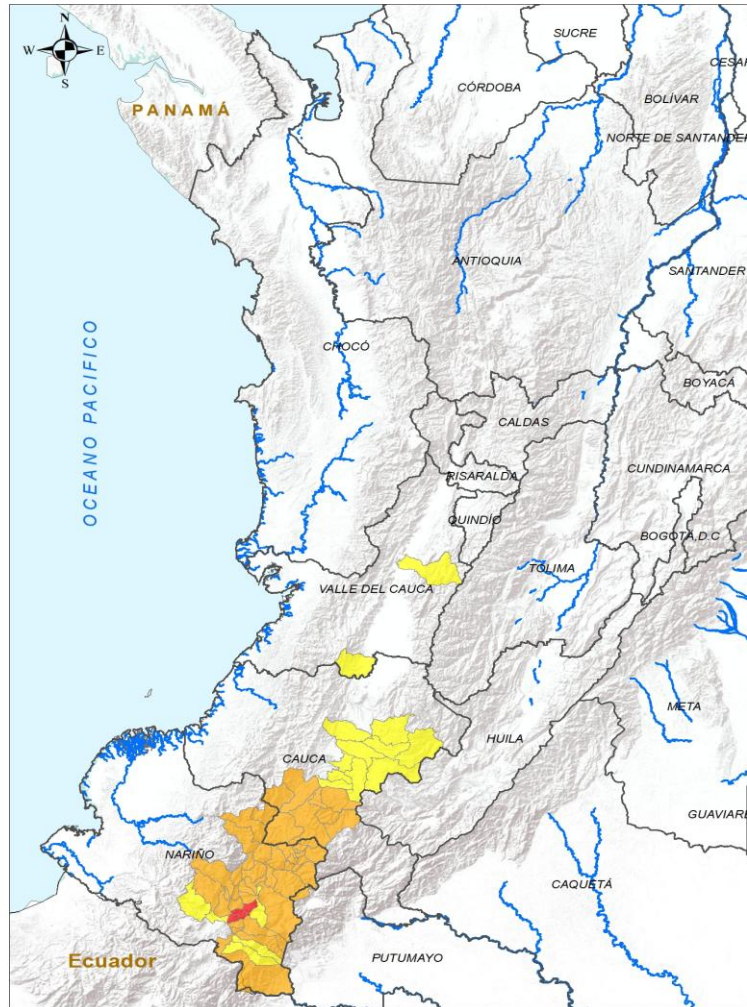 N
W E
S
SUCRE
CESAR
CÓRDOBA
BOLÍVAR
PANAMÁ
NORTE DE SANTANDER
ANTIOQUIA
SANTANDER
OCEANO PACIFICO
CHOCÓ
BOYACÁ
CALDAS
CUNDINAMARCA
RISARALDA
QUINDÍO
BOGOTÁ, D.C
TOLIMA
VALLE DEL CAUCA
META
HUILA
CAUCA
GUAVIARE
NARIÑO
CAQUETÁ
Ecuador
PUTUMAYO